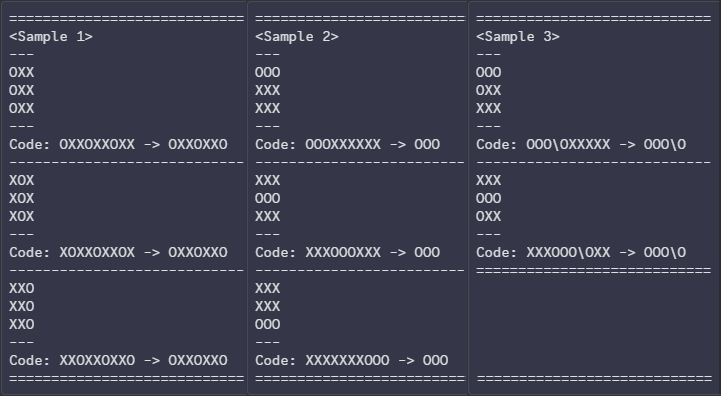 ============================
<Sample 1>
---
OXX
OXX
OXX
---
Code: OXXOXXOXX -> OXXOXXO
----------------------------
XOX
XOX
XOX
---
Code: XOXXOXXOX -> OXXOXXO
----------------------------
XXO
XXO
XXO
---
Code: XXOXXOXXO -> OXXOXXO
============================
=========================
<Sample 2>
---
OOO
XXX
XXX
---
Code: OOOXXXXXX -> OOO
-------------------------
XXX
OOO
XXX
---
Code: XXXOOOXXX -> OOO
-------------------------
XXX
XXX
OOO
---
Code: XXXXXXXOOO -> OOO
=========================
============================
<Sample 3>
---
OOO
OXX
XXX
---
Code: OOO\OXXXXX -> OOO\O
----------------------------
XXX
OOO
OXX
---
Code: XXXOOO\OXX -> OOO\O
============================
============================